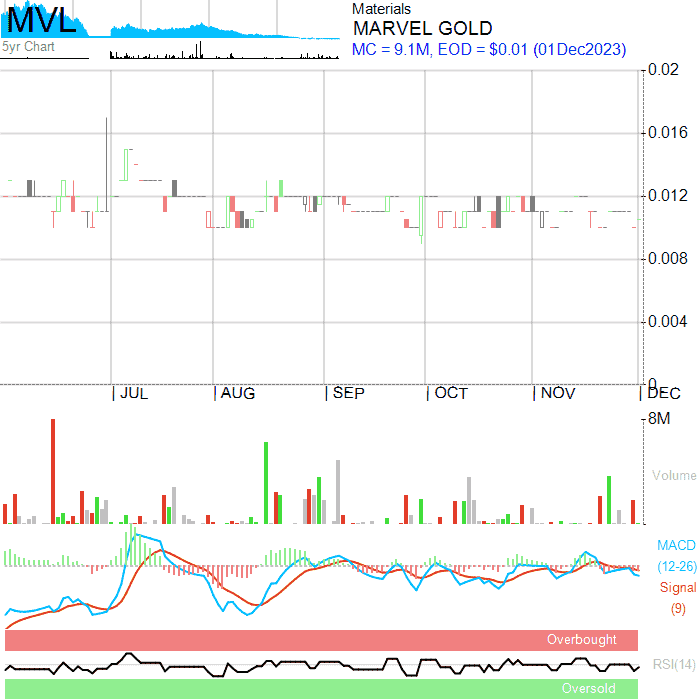 MVL
5yr Chart
Materials
MARVEL GOLD
MC = 9.1M, EOD = $0.01 (01Dec2023)
0.02
0.016
0.012
0.008
0.004
0
JUL AUG SEP OCT NOV DEC
8M
Volume
MACD
(12-26)
Signal
(9)
Overbought
RSI(14)
Oversold